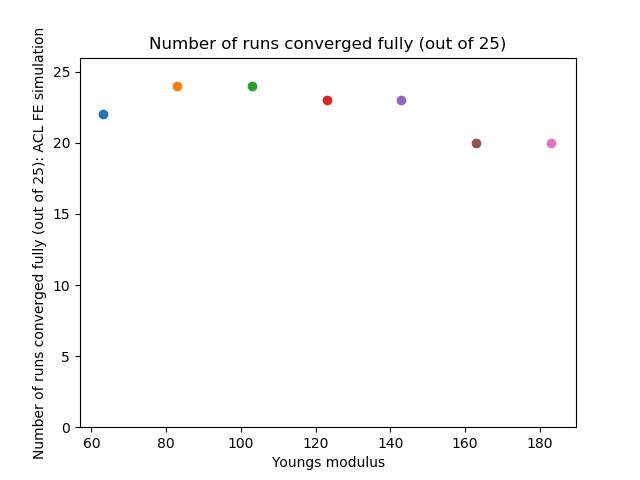 Number of runs converged fully (out of 25)
Number of runs converged fully (out of 25): ACL FE simulation
25
20
15
10
5
0
60 80 100 120 140 160 180
Youngs modulus